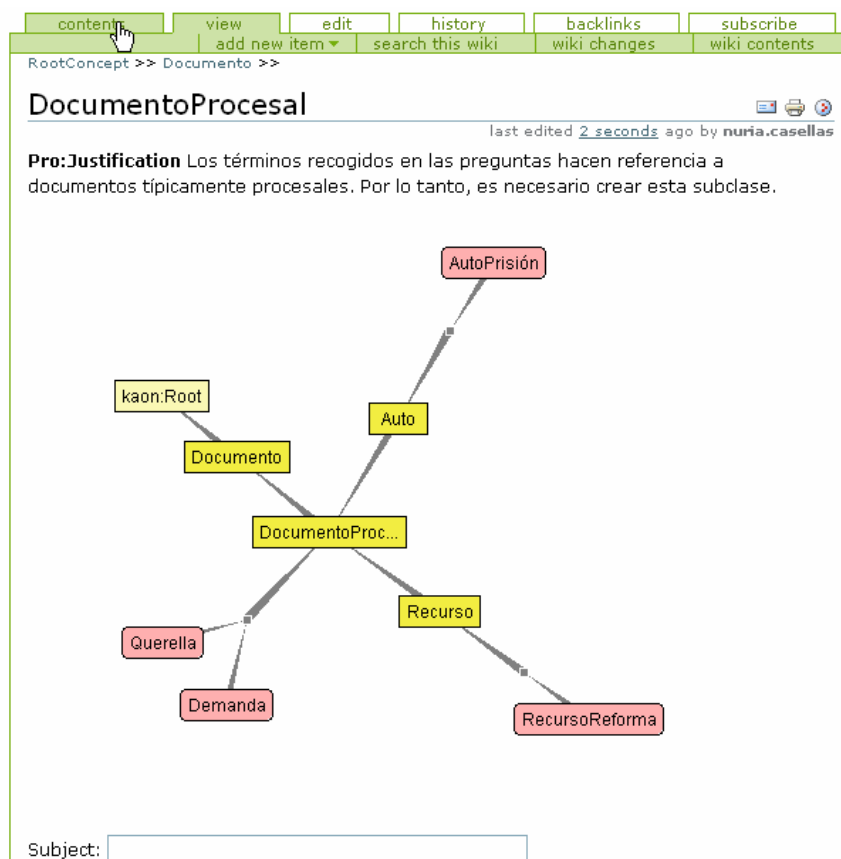 contents view edit history backlinks subscribe
add new item search this wiki wiki changes wiki contents
RootConcept >> Documento >>
DocumentoProcesal
last edited 2 seconds ago by nuria.casellas
Pro:Justification Los términos recogidos en las preguntas hacen referencia a
documentos típicamente procesales. Por lo tanto, es necesario crear esta subclase.
AutoPrisión
kaon:Root
Auto
Documento
DocumentoProc...
Recurso
Querella
Demanda
RecursoReforma
Subject: